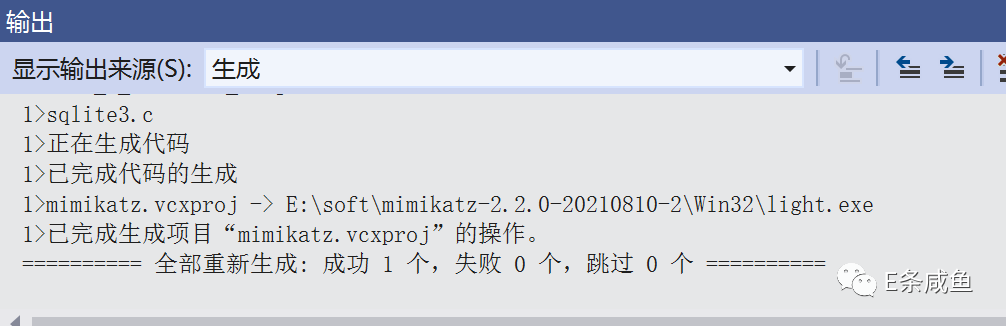 输出
显示输出来源(S): 生成
1>sqlite3.c
1>正在生成代码
1>已完成代码的生成
1>mimikatz.vcxproj -> E:\soft\mimikatz-2.2.0-20210810-2\Win32\light.exe
1>已完成生成项目“mimikatz.vcxproj”的操作。
========== 全部重新生成: 成功 1 个，失败 0 个，跳过 0 个 ==========
E条咸鱼